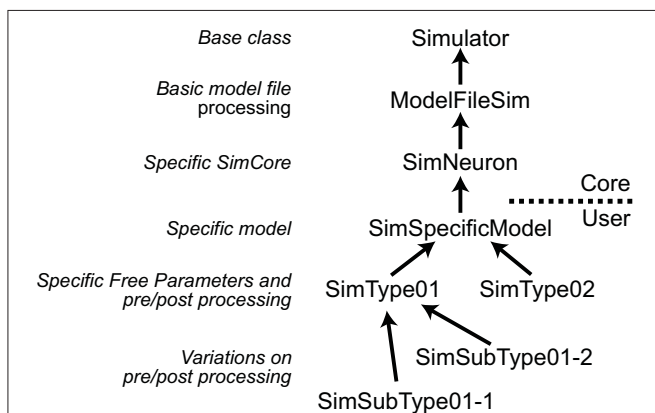 Base class Simulator
Basic model file
processing ModelFileSim
Specific SimCore SimNeuron
Core
User
Specific model SimSpecificModel
Specific Free Parameters and
pre/post processing SimType01 SimType02
Variations on
pre/post processing SimSubType01-2
SimSubType01-1